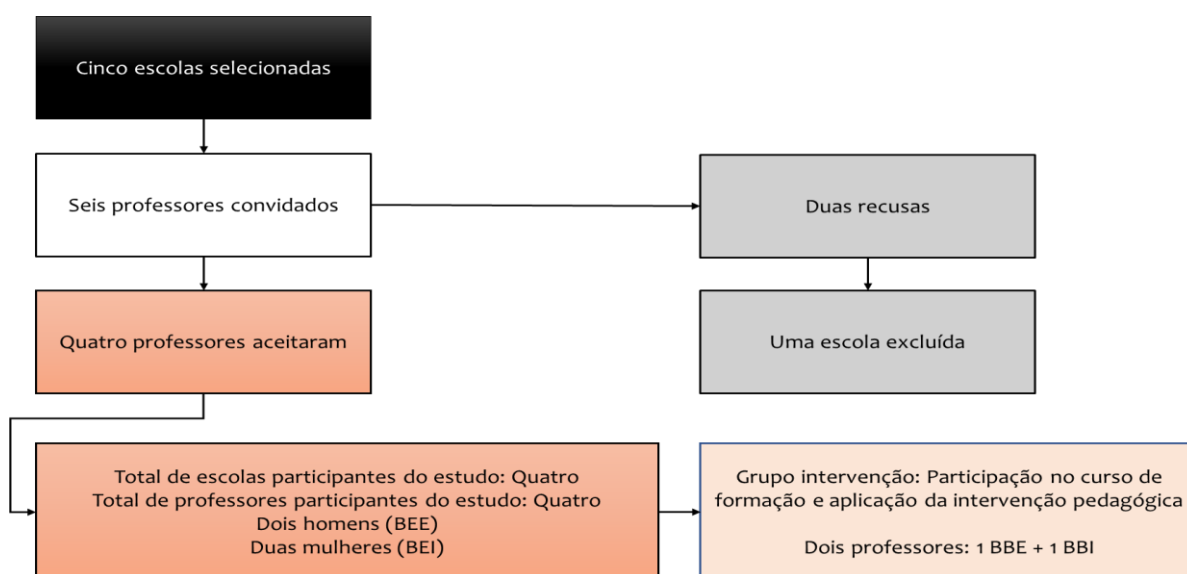 Cinco escolas selecionadas
Seis professores convidados
Duas recusas
Quatro professores aceitaram
Uma escola excluída
Total de escolas participantes do estudo: Quatro
Total de professores participantes do estudo: Quatro
Dois homens (BEE)
Duas mulheres (BEI)
Grupo intervenção: Participação no curso de
formação e aplicação da intervenção pedagógica
Dois professores: 1 BBE + 1 BBI